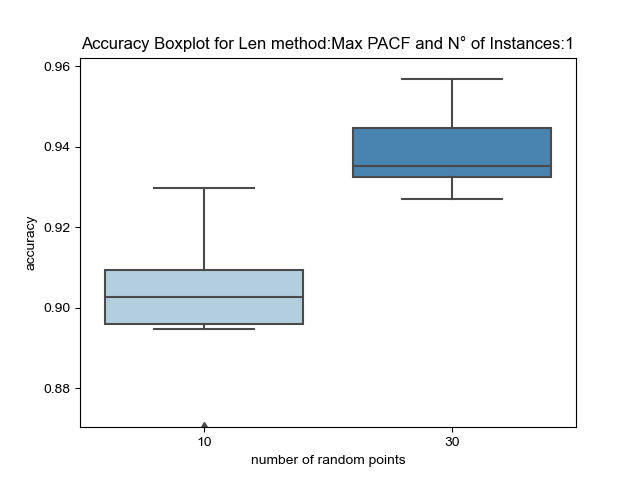 Accuracy Boxplot for Len method:Max PACF and N° of Instances:1
0.96
0.94
0.92
0.90
0.88
accuracy
10
30
number of random points